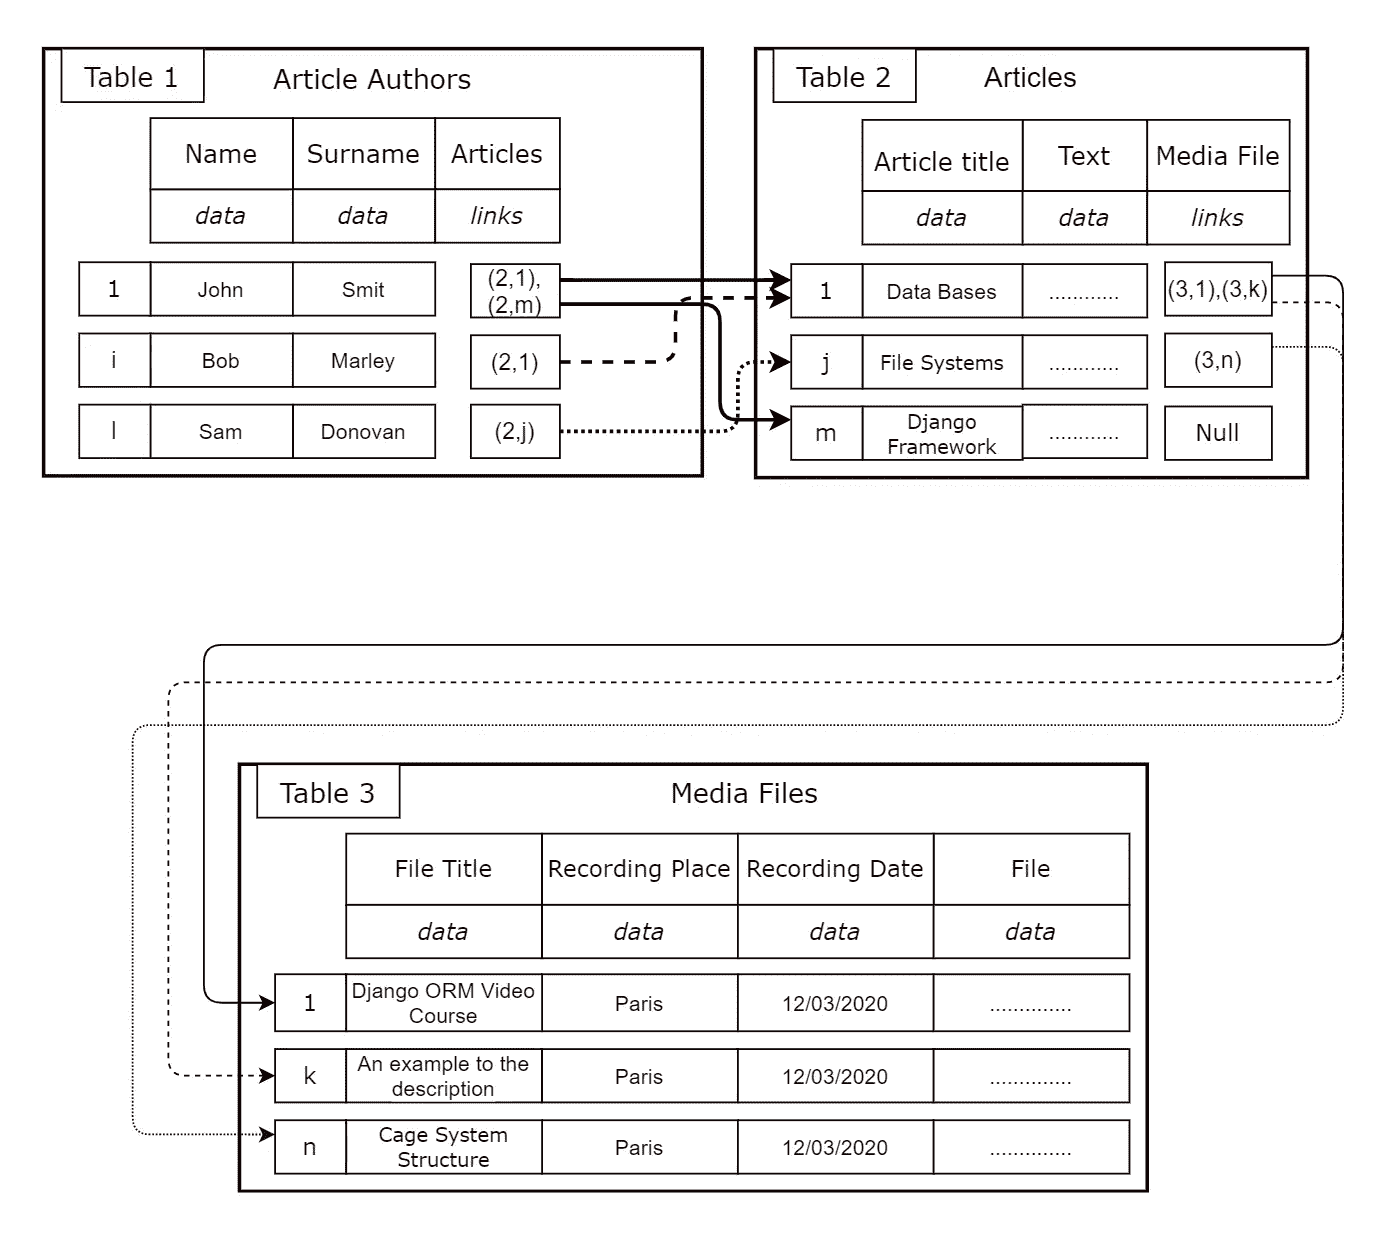 Table 1
Article Authors
Name Surname Articles
data data links
1 John Smit (2,1),
(2,m)
i Bob Marley (2,1)
l Sam Donovan (2,j)
Table 2
Articles
Article title Text Media File
data data links
1 Data Bases ............ (3,1),(3,k)
j File Systems ............ (3,n)
m Django
Framework ............ Null
Table 3
Media Files
File Title Recording Place Recording Date File
data data data data
1 Django ORM Video
Course Paris 12/03/2020 ..............
k An example to the
description Paris 12/03/2020 ..............
n Cage System
Structure Paris 12/03/2020 ..............